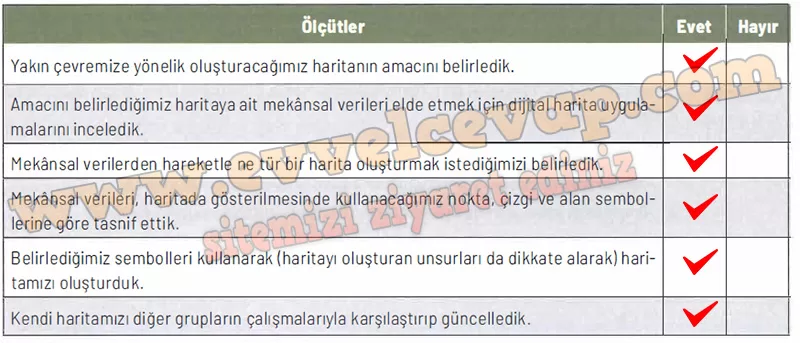 Ölçütler Evet Hayır
Yakın çevremize yönelik oluşturacağımız haritanın amacını belirledik.
Amacını belirlediğimiz haritaya ait mekânsal verileri elde etmek için dijital harita uygula-
malarını inceledik.
Mekânsal verilerden hareketle ne tür bir harita oluşturmak istediğimizi belirledik.
Mekânsal verileri, haritada gösterilmesinde kullanacağımız nokta, çizgi ve alan sembol-
lerine göre tasnif ettik.
Belirlediğimiz sembolleri kullanarak (haritayı oluşturan unsurları da dikkate alarak) hari-
tamızı oluşturduk.
Kendi haritamızı diğer grupların çalışmalarıyla karşılaştırıp güncelledik.
www.evvelcevap.com
sitemizi ziyaret ediniz